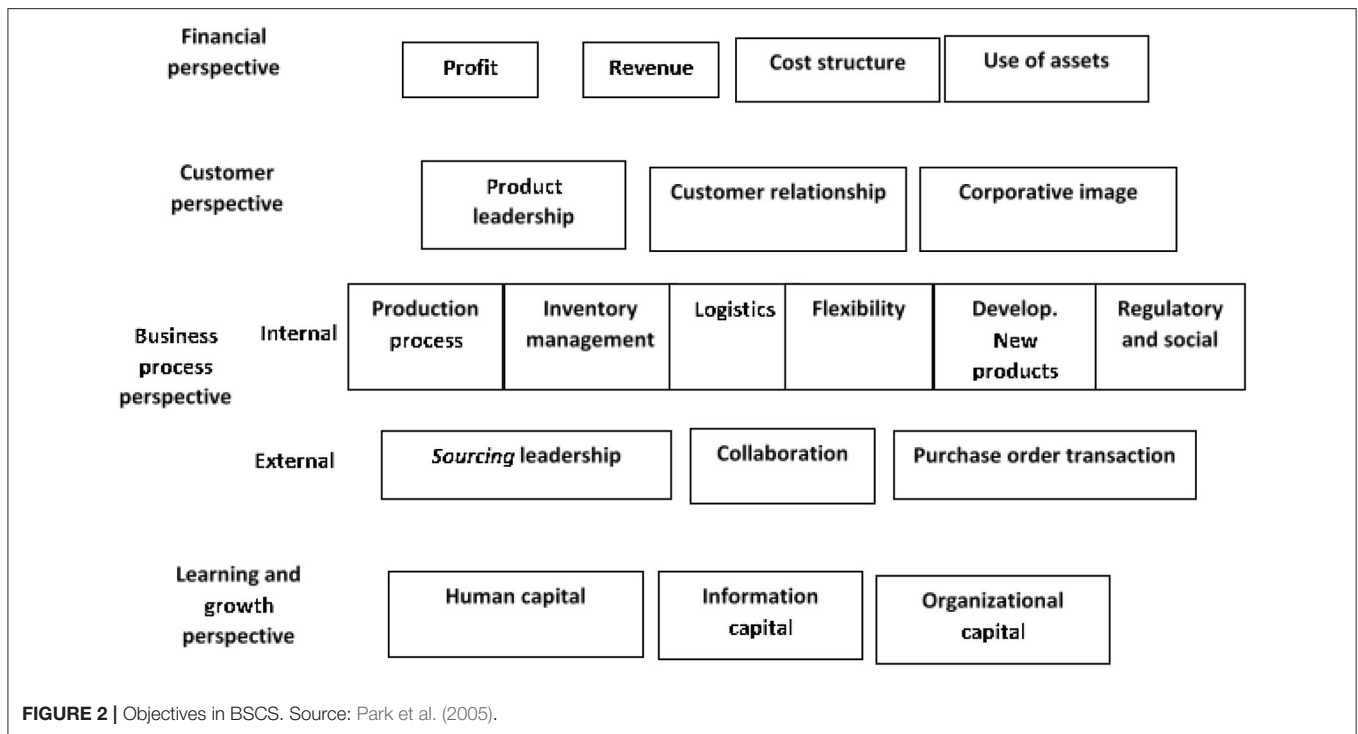 Financial
perspective
Profit
Revenue
Cost structure
Use of assets
Customer
perspective
Product
leadership
Customer relationship
Corporative image
Business
process
perspective
Internal
Production
process
Inventory
management
Logistics
Flexibility
Develop.
New
products
Regulatory
and social
External
Sourcing leadership
Collaboration
Purchase order transaction
Learning and
growth
perspective
Human capital
Information
capital
Organizational
capital
FIGURE 2 | Objectives in BSCS. Source: Park et al. (2005).